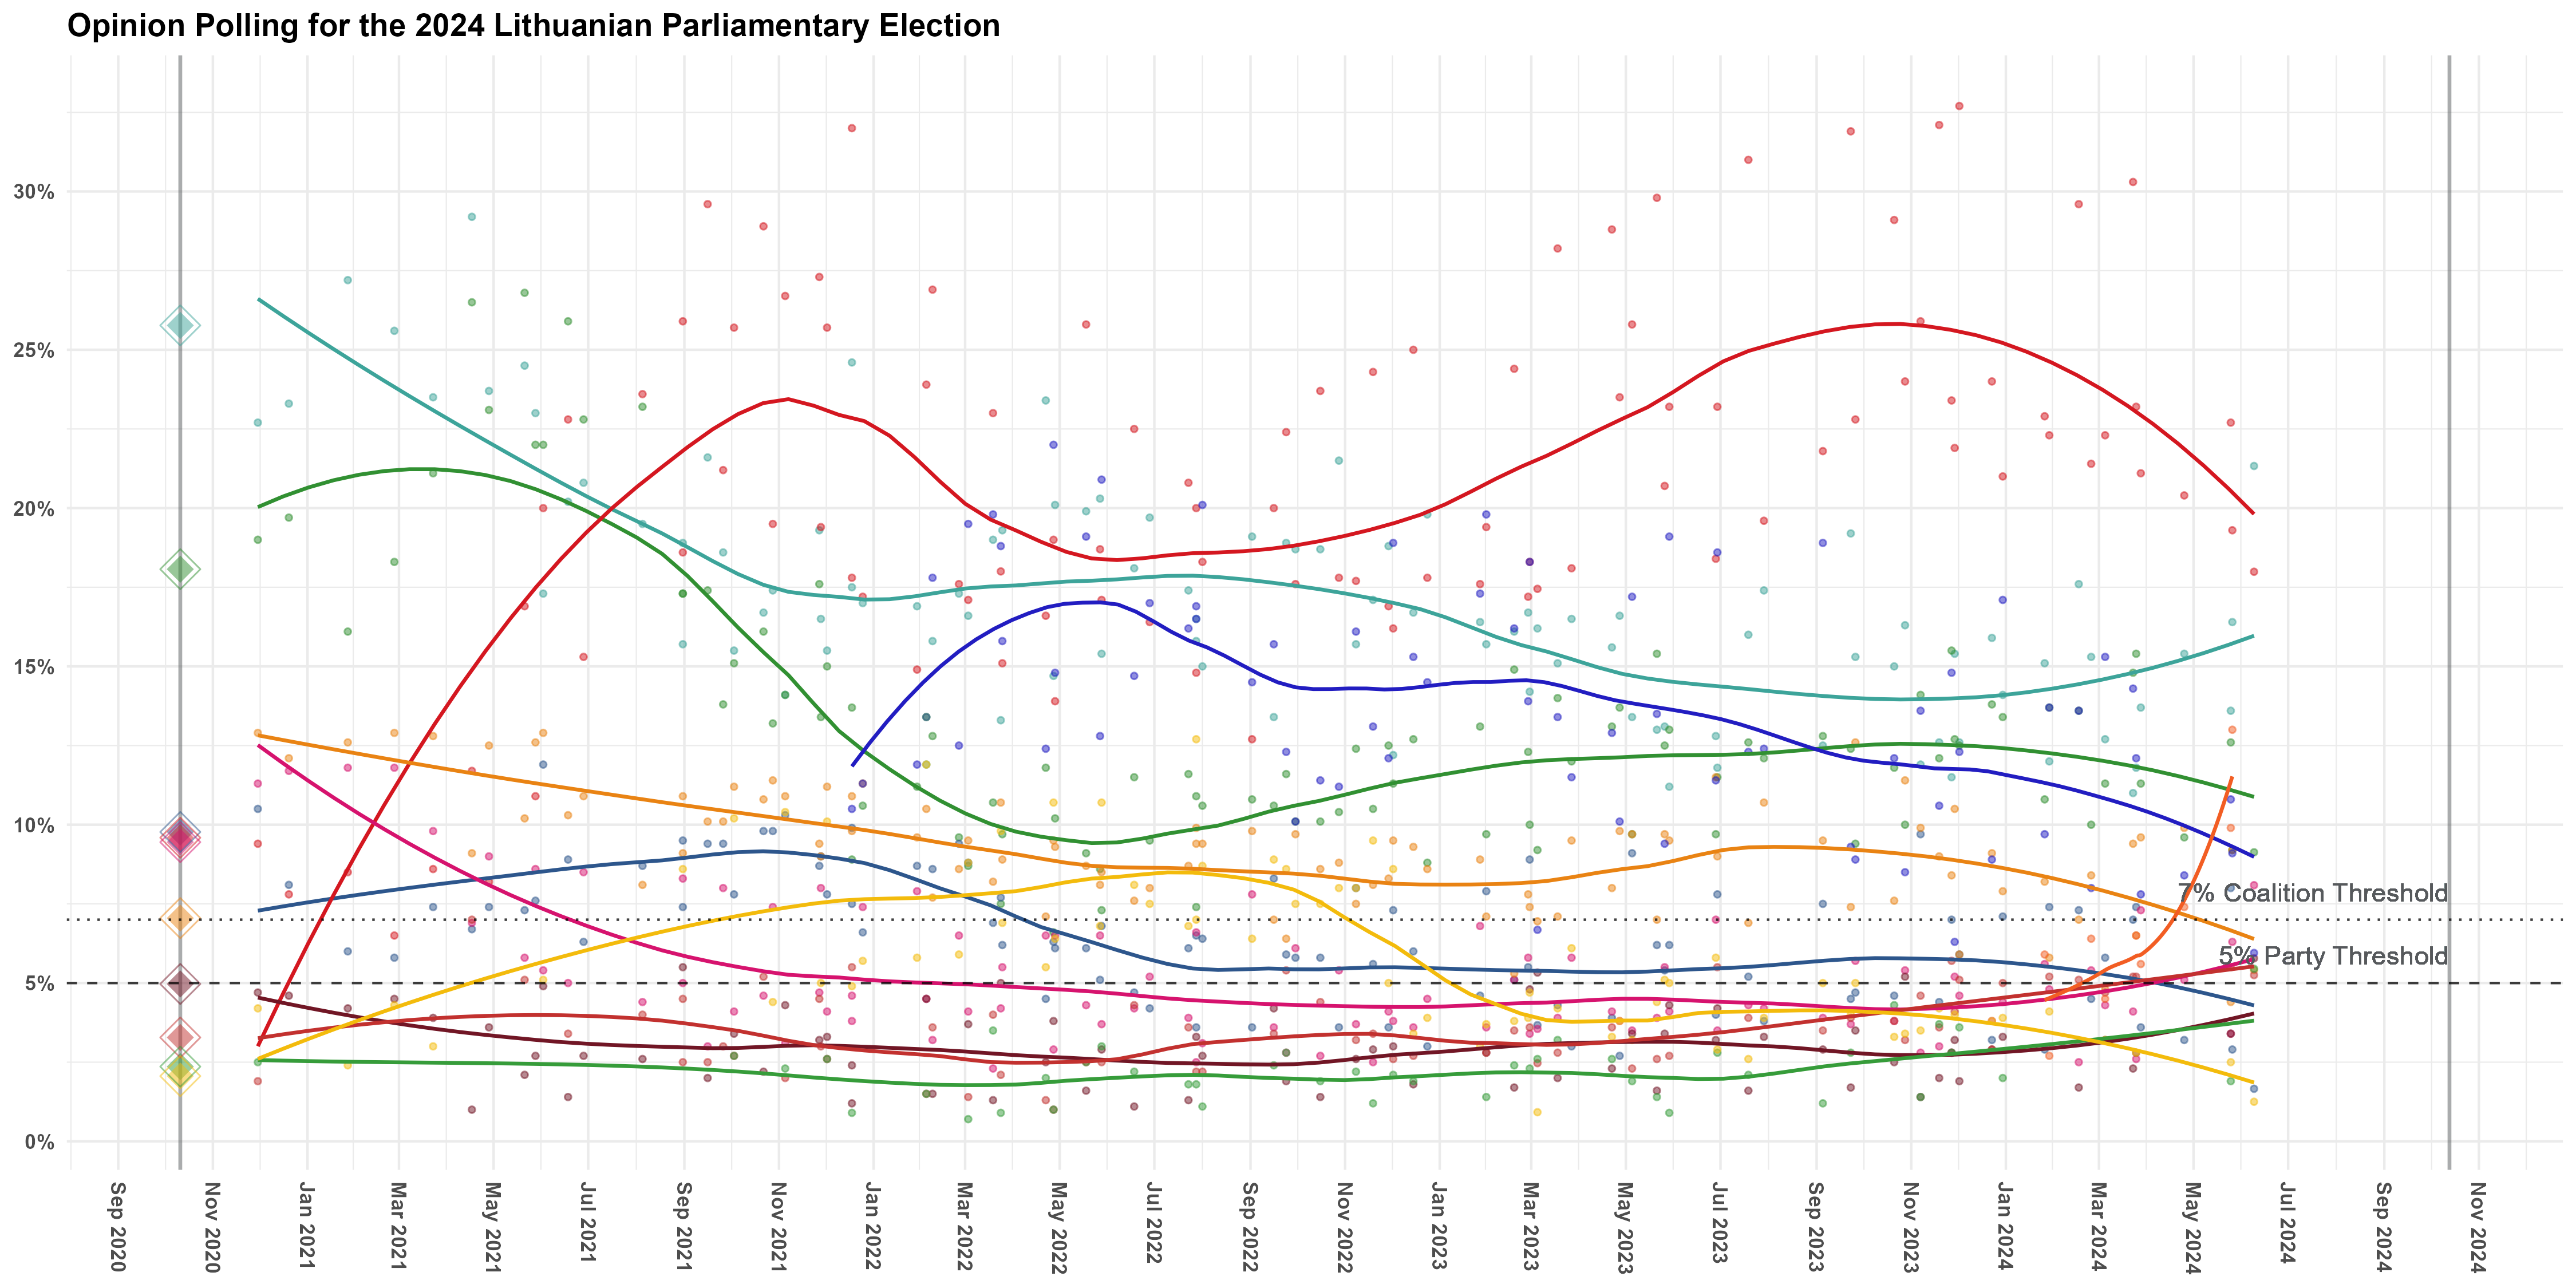 Opinion Polling for the 2024 Lithuanian Parliamentary Election
30%
25%
20%
15%
10%
7% Coalition Threshold
5% Party Threshold
5%
0%
Sep 2020
Nov 2020
Jan 2021
Mar 2021
May 2021
Jul 2021
Sep 2021
Nov 2021
Jan 2022
Mar 2022
May 2022
Jul 2022
Sep 2022
Nov 2022
Jan 2023
Mar 2023
May 2023
Jul 2023
Sep 2023
Nov 2023
Jan 2024
Mar 2024
May 2024
Jul 2024
Sep 2024
Nov 2024